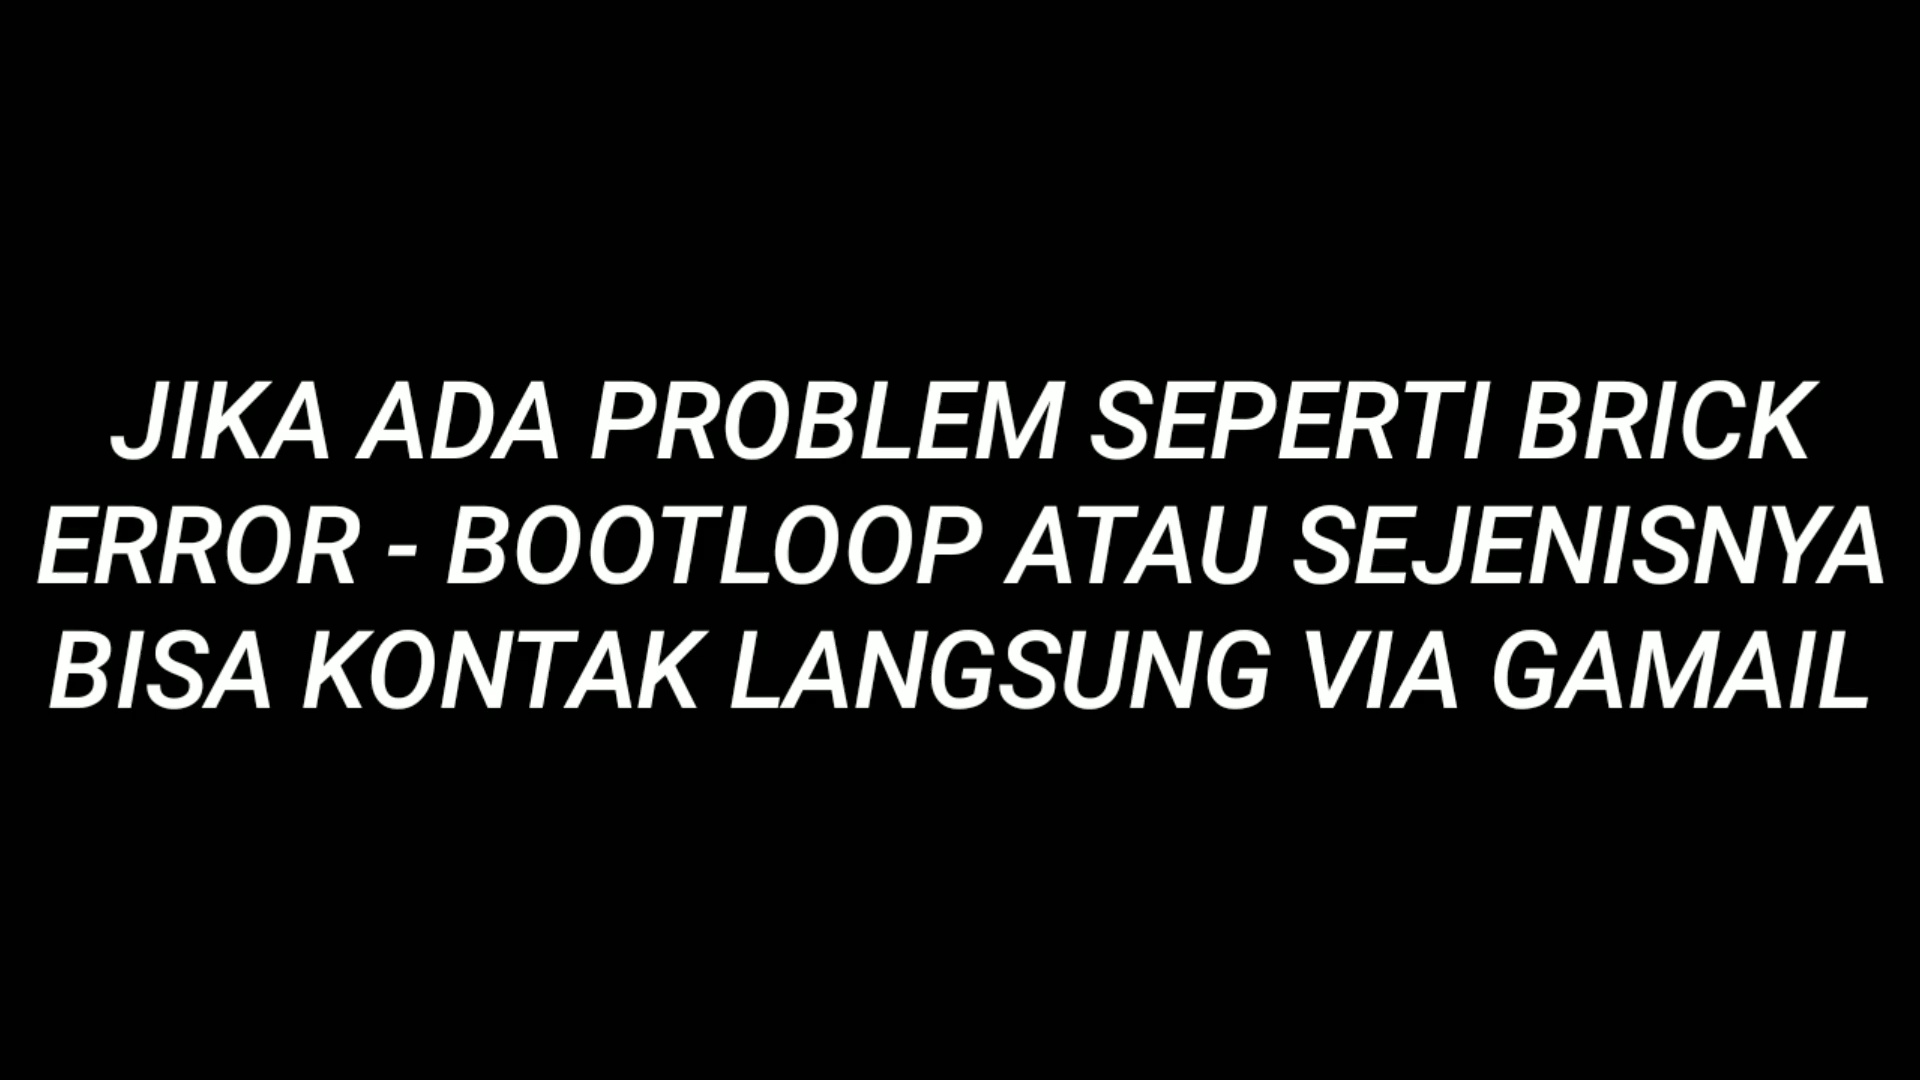 JIKA ADA PROBLEM SEPERTI BRICK
ERROR - BOOTLOOP ATAU SEJENISNYA
BISA KONTAK LANGSUNG VIA GAMAIL